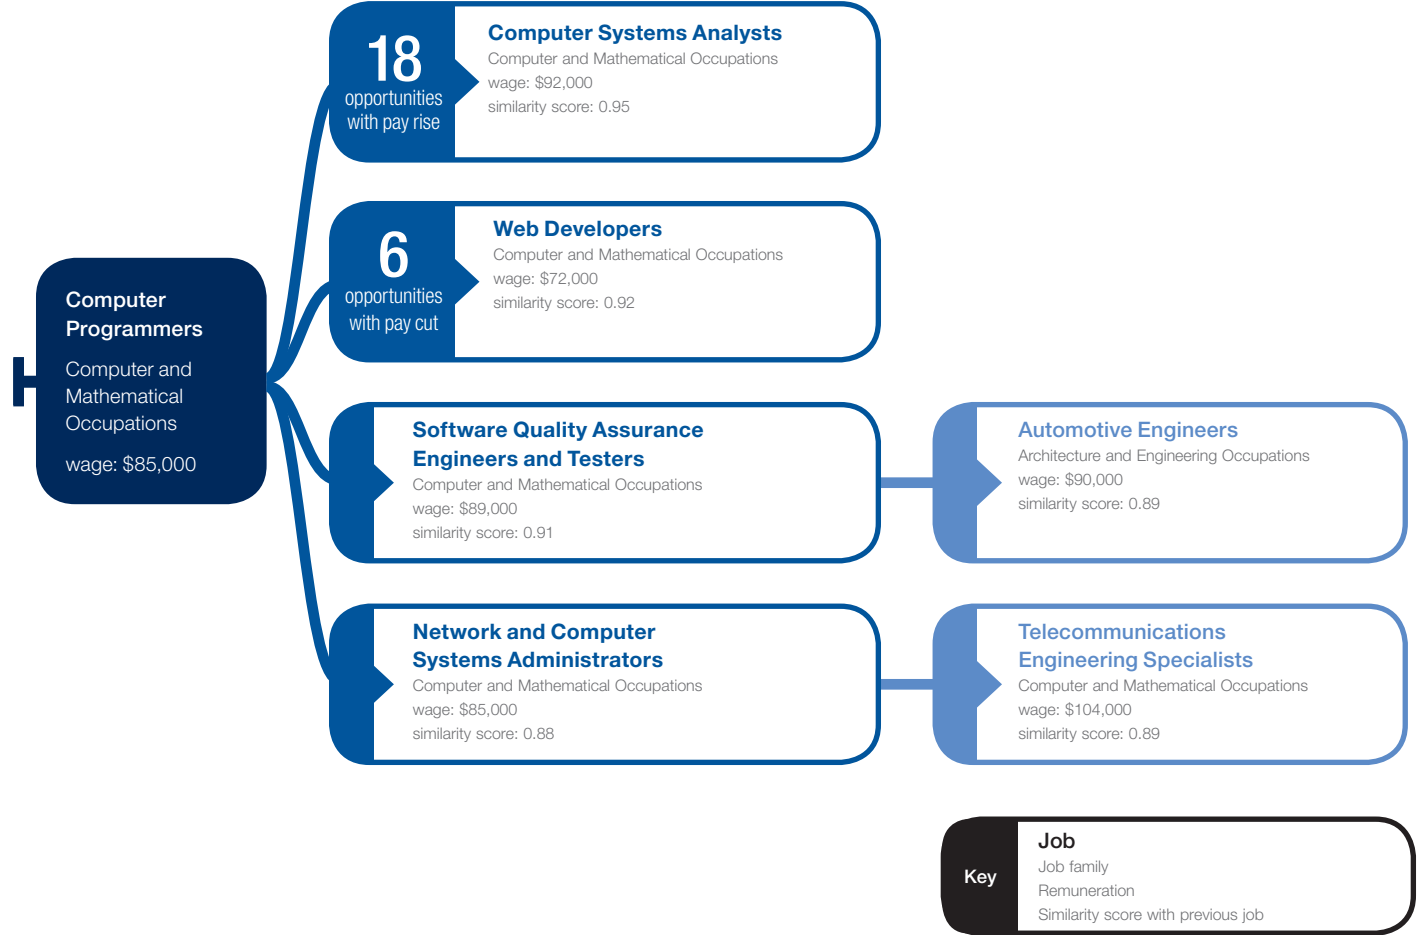 Computer
Programmers
Computer and
Mathematical
Occupations
wage: $85,000
18
opportunities
with pay rise
Computer Systems Analysts
Computer and Mathematical Occupations
wage: $92,000
similarity score: 0.95
6
opportunities
with pay cut
Web Developers
Computer and Mathematical Occupations
wage: $72,000
similarity score: 0.92
Software Quality Assurance
Engineers and Testers
Computer and Mathematical Occupations
wage: $89,000
similarity score: 0.91
Automotive Engineers
Architecture and Engineering Occupations
wage: $90,000
similarity score: 0.89
Network and Computer
Systems Administrators
Computer and Mathematical Occupations
wage: $85,000
similarity score: 0.88
Telecommunications
Engineering Specialists
Computer and Mathematical Occupations
wage: $104,000
similarity score: 0.89
Key
Job
Job family
Remuneration
Similarity score with previous job